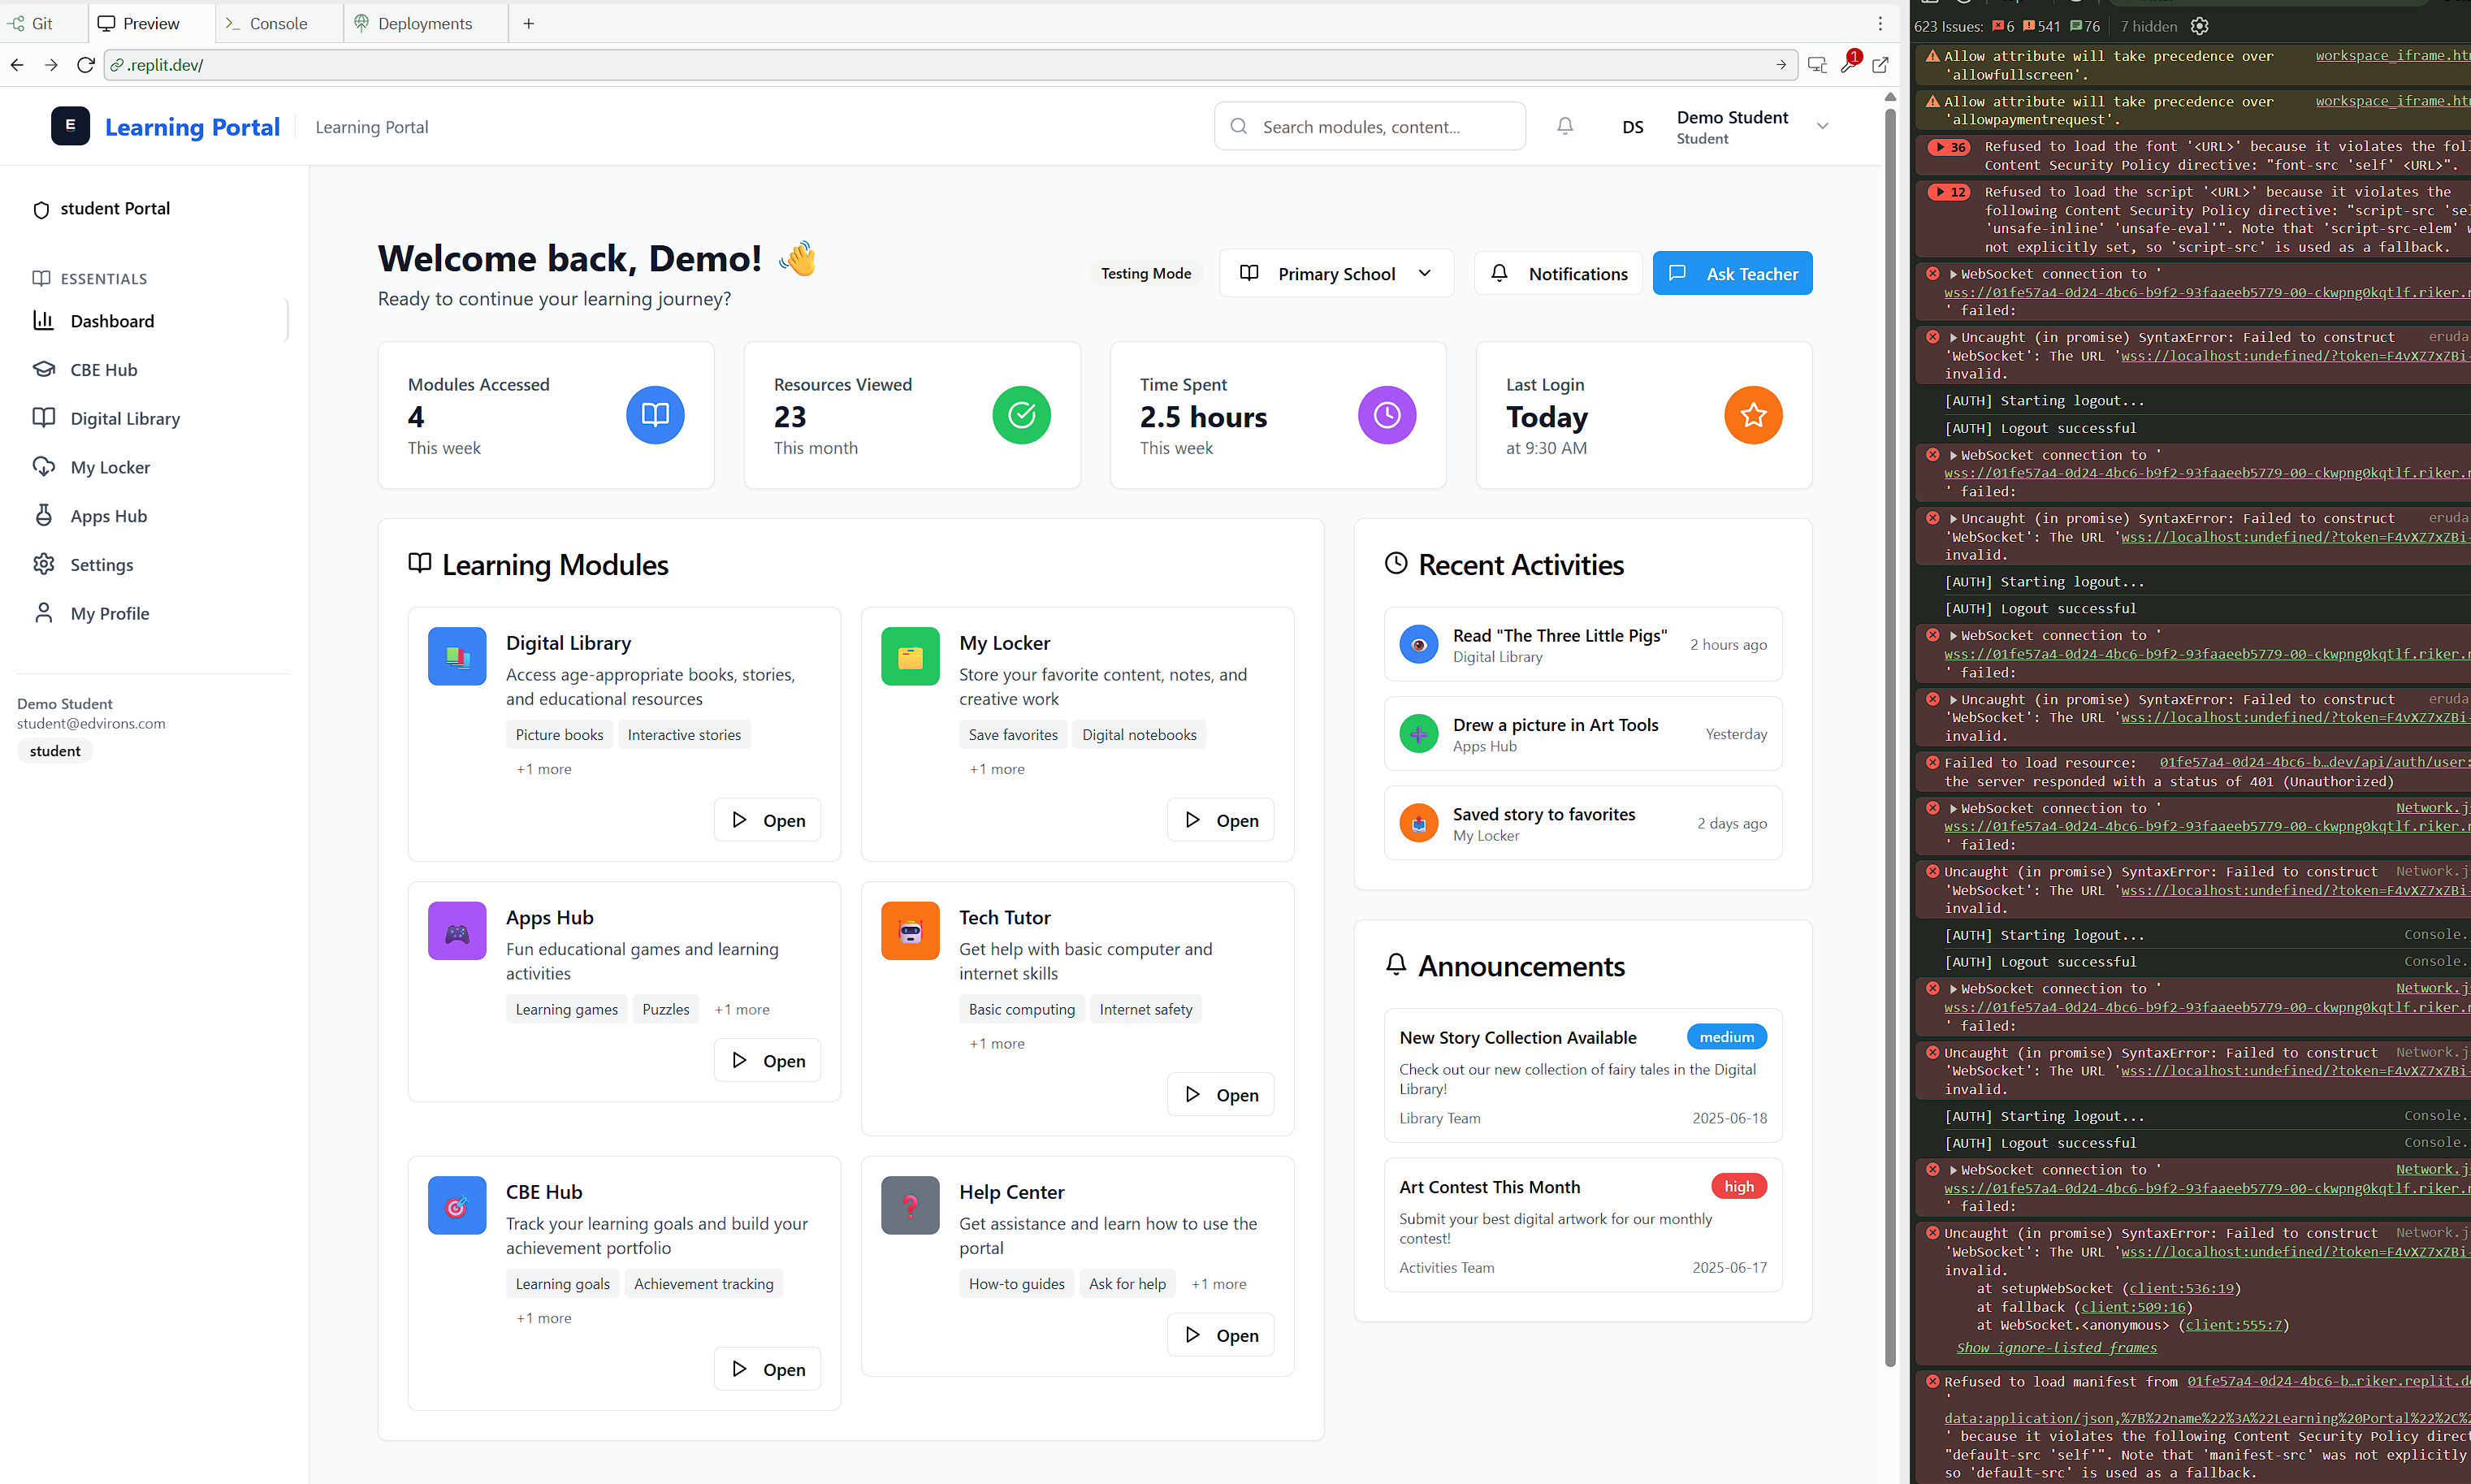 Git
Preview
Console
Deployments
.replit.dev/
1
E
Learning Portal
Learning Portal
Search modules, content...
DS
Demo Student
Student
student Portal
ESSENTIALS
Dashboard
CBE Hub
Digital Library
My Locker
Apps Hub
Settings
My Profile
Demo Student
student@edvirons.com
student
Welcome back, Demo!
Ready to continue your learning journey?
Testing Mode
Primary School
Notifications
Ask Teacher
Modules Accessed
4
This week
Resources Viewed
23
This month
Time Spent
2.5 hours
This week
Last Login
Today
at 9:30 AM
Learning Modules
Digital Library
Access age-appropriate books, stories,
and educational resources
Picture books
Interactive stories
+1 more
Open
My Locker
Store your favorite content, notes, and
creative work
Save favorites
Digital notebooks
+1 more
Open
Apps Hub
Fun educational games and learning
activities
Learning games
Puzzles
+1 more
Open
Tech Tutor
Get help with basic computer and
internet skills
Basic computing
Internet safety
+1 more
Open
CBE Hub
Track your learning goals and build your
achievement portfolio
Learning goals
Achievement tracking
+1 more
Open
Help Center
Get assistance and learn how to use the
portal
How-to guides
Ask for help
+1 more
Open
Recent Activities
Read "The Three Little Pigs"
Digital Library
2 hours ago
Drew a picture in Art Tools
Apps Hub
Yesterday
Saved story to favorites
My Locker
2 days ago
Announcements
New Story Collection Available
medium
Check out our new collection of fairy tales in the Digital
Library!
Library Team
2025-06-18
Art Contest This Month
high
Submit your best digital artwork for our monthly
contest!
Activities Team
2025-06-17
623 Issues: 6 541 76 7 hidden
Allow attribute will take precedence over workspace_iframe.ht
'allowfullscreen'.
Allow attribute will take precedence over workspace_iframe.ht
'allowpaymentrequest'.
36 Refused to load the font '<URL>' because it violates the fol
Content Security Policy directive: "font-src 'self' <URL>".
12 Refused to load the script '<URL>' because it violates the
following Content Security Policy directive: "script-src 'sel
'unsafe-inline' 'unsafe-eval'". Note that 'script-src-elem' w
not explicitly set, so 'script-src' is used as a fallback.
WebSocket connection to '
wss://01fe57a4-0d24-4bc6-b9f2-93faaeeb5779-00-ckwpng0kqtlf.riker.r
' failed:
Uncaught (in promise) SyntaxError: Failed to construct eruda
'WebSocket': The URL 'wss://localhost:undefined/?token=F4vXZ7xZBi-
invalid.
[AUTH] Starting logout...
[AUTH] Logout successful
WebSocket connection to '
wss://01fe57a4-0d24-4bc6-b9f2-93faaeeb5779-00-ckwpng0kqtlf.riker.r
' failed:
Uncaught (in promise) SyntaxError: Failed to construct eruda
'WebSocket': The URL 'wss://localhost:undefined/?token=F4vXZ7xZBi-
invalid.
[AUTH] Starting logout...
[AUTH] Logout successful
WebSocket connection to '
wss://01fe57a4-0d24-4bc6-b9f2-93faaeeb5779-00-ckwpng0kqtlf.riker.r
' failed:
Uncaught (in promise) SyntaxError: Failed to construct eruda
'WebSocket': The URL 'wss://localhost:undefined/?token=F4vXZ7xZBi-
invalid.
Failed to load resource: 01fe57a4-0d24-4bc6-b…dev/api/auth/user:
the server responded with a status of 401 (Unauthorized)
WebSocket connection to ' Network.js
wss://01fe57a4-0d24-4bc6-b9f2-93faaeeb5779-00-ckwpng0kqtlf.riker.r
' failed:
Uncaught (in promise) SyntaxError: Failed to construct Network.js
'WebSocket': The URL 'wss://localhost:undefined/?token=F4vXZ7xZBi-
invalid.
[AUTH] Starting logout... Console.
[AUTH] Logout successful Console.
WebSocket connection to ' Network.js
wss://01fe57a4-0d24-4bc6-b9f2-93faaeeb5779-00-ckwpng0kqtlf.riker.r
' failed:
Uncaught (in promise) SyntaxError: Failed to construct Network.js
'WebSocket': The URL 'wss://localhost:undefined/?token=F4vXZ7xZBi-
invalid.
[AUTH] Starting logout... Console.
[AUTH] Logout successful Console.
WebSocket connection to ' Network.js
wss://01fe57a4-0d24-4bc6-b9f2-93faaeeb5779-00-ckwpng0kqtlf.riker.r
' failed:
Uncaught (in promise) SyntaxError: Failed to construct Network.js
'WebSocket': The URL 'wss://localhost:undefined/?token=F4vXZ7xZBi-
invalid.
at setupWebSocket (client:536:19)
at fallback (client:509:16)
at WebSocket.<anonymous> (client:555:7)
Show ignore-listed frames
Refused to load manifest from 01fe57a4-0d24-4bc6-b…riker.replit.de
'
data:application/json,%7B%22name%22%3A%22Learning%20Portal%22%2C%2
' because it violates the following Content Security Policy direct
"default-src 'self'". Note that 'manifest-src' was not explicitly
so 'default-src' is used as a fallback.